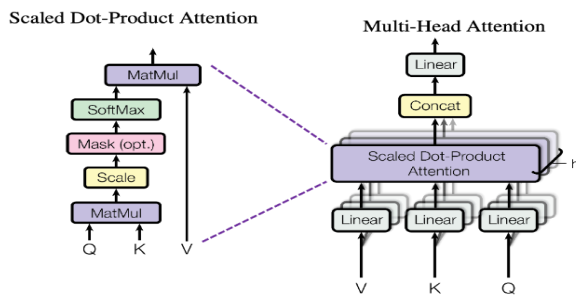 Scaled Dot-Product Attention
MatMul
SoftMax
Mask (opt.)
Scale
MatMul
Q K V
Multi-Head Attention
Linear
Concat
Scaled Dot-Product
Attention
h
Linear Linear Linear
V K Q